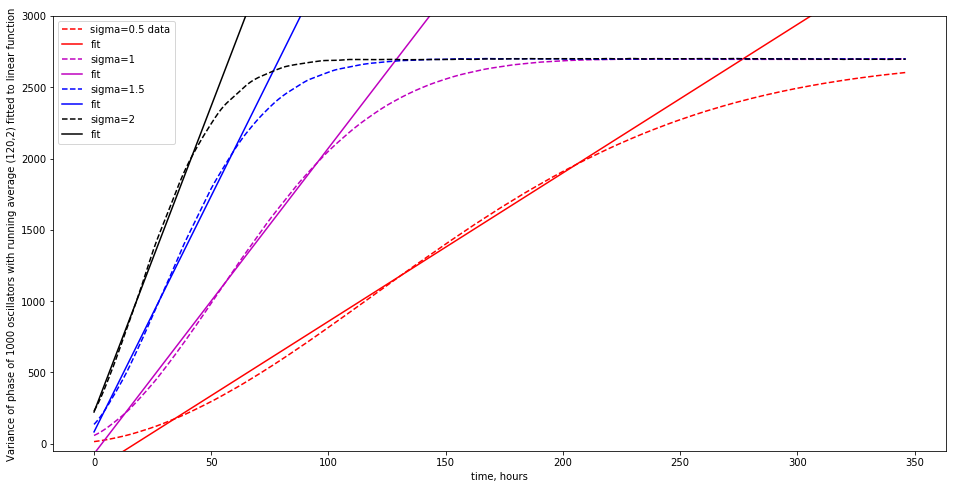 Variance of phase of 1000 oscillators with running average (120,2) fitted to linear function
3000
2500
2000
1500
1000
500
0
sigma=0.5 data
fit
sigma=1
fit
sigma=1.5
fit
sigma=2
fit
0 50 100 150 200 250 300 350
time, hours